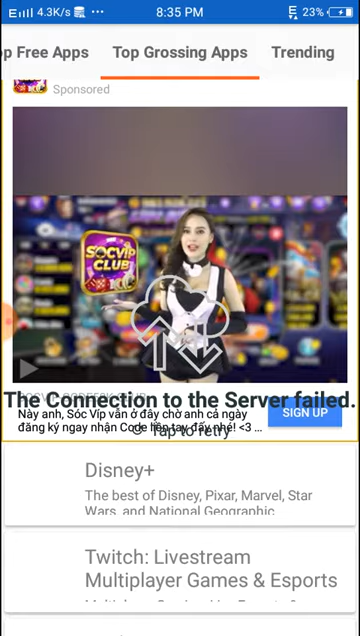 4.3K/s ... 8:35 PM 23%
op Free Apps Top Grossing Apps Trending
Sponsored
SOCVIP
CLUB
The Connection to the Server failed.
Này anh, Sóc Víp vẫn ở đây chờ anh cả ngày
đăng ký ngay nhận Code liền tay đấy nhé! <3 ...
SIGN UP
Tap to retry
Disney+
The best of Disney, Pixar, Marvel, Star
Wars, and National Geographic
Twitch: Livestream
Multiplayer Games & Esports